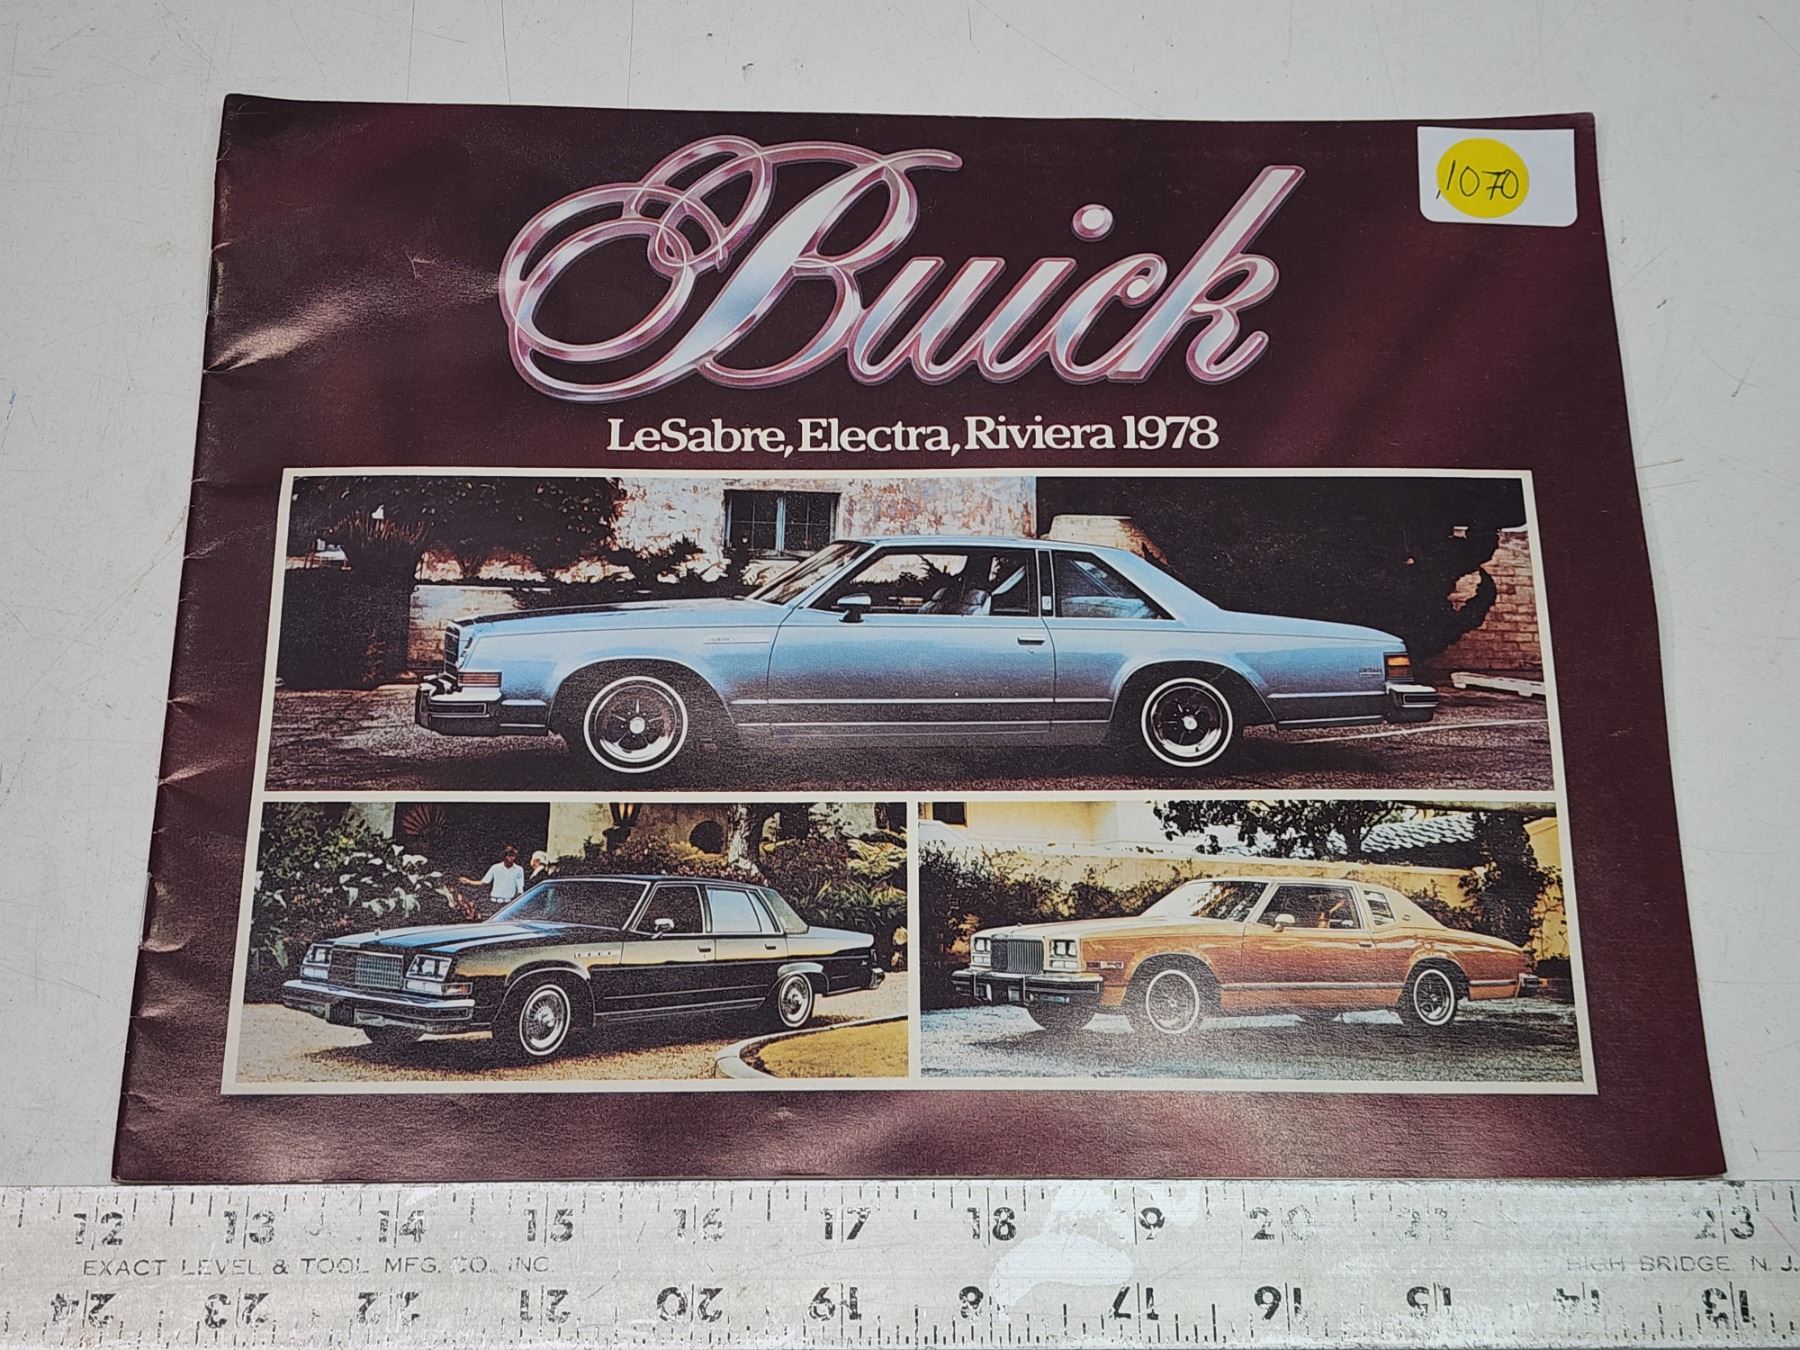 Buick
1070
LeSabre, Electra, Riviera 1978
12 13 14 15 16 17 18 19 20 21 22 23
EXACT LEVEL & TOOL MFG. CO., INC. HIGH BRIDGE, N. J.
24 23 22 21 20 19 18 17 16 15 14 13